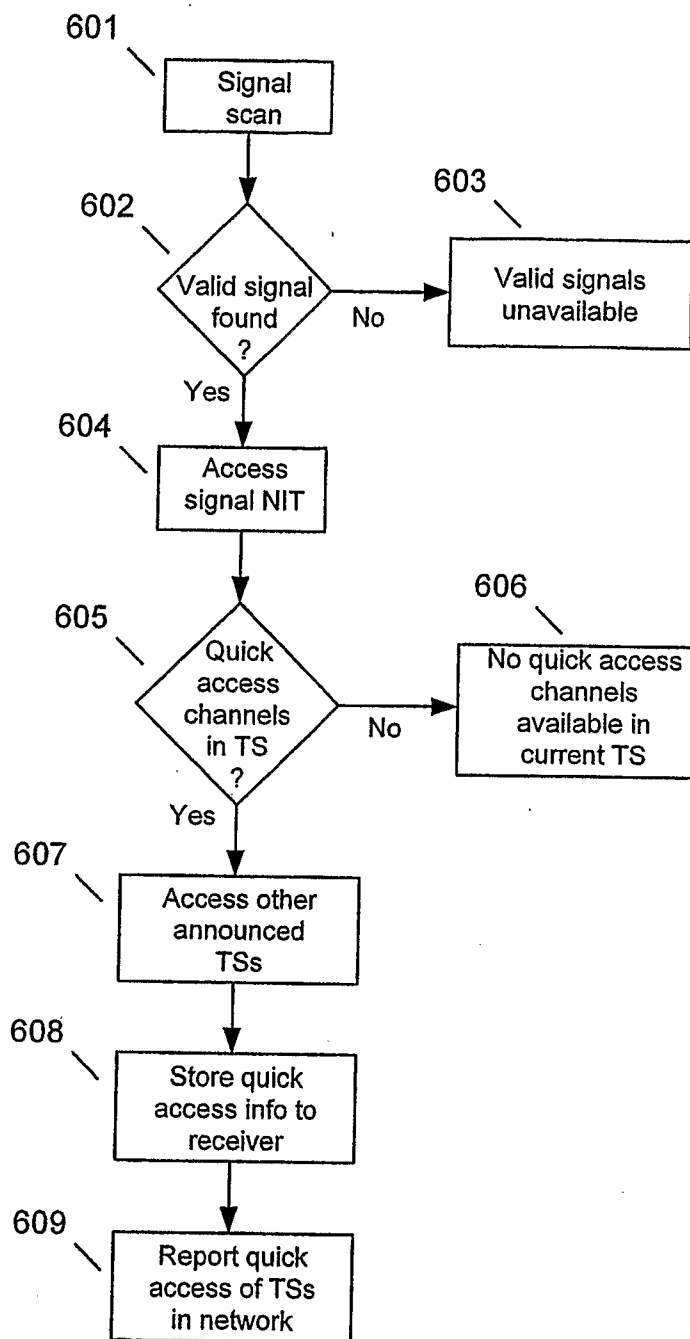 601
Signal
scan
602
603
Valid signal
found
?
No
Valid signals
unavailable
Yes
604
Access
signal NIT
605
606
Quick
access
channels
in TS
?
No
No quick access
channels
available in
current TS
Yes
607
Access other
announced
TSs
608
Store quick
access info to
receiver
609
Report quick
access of TSs
in network